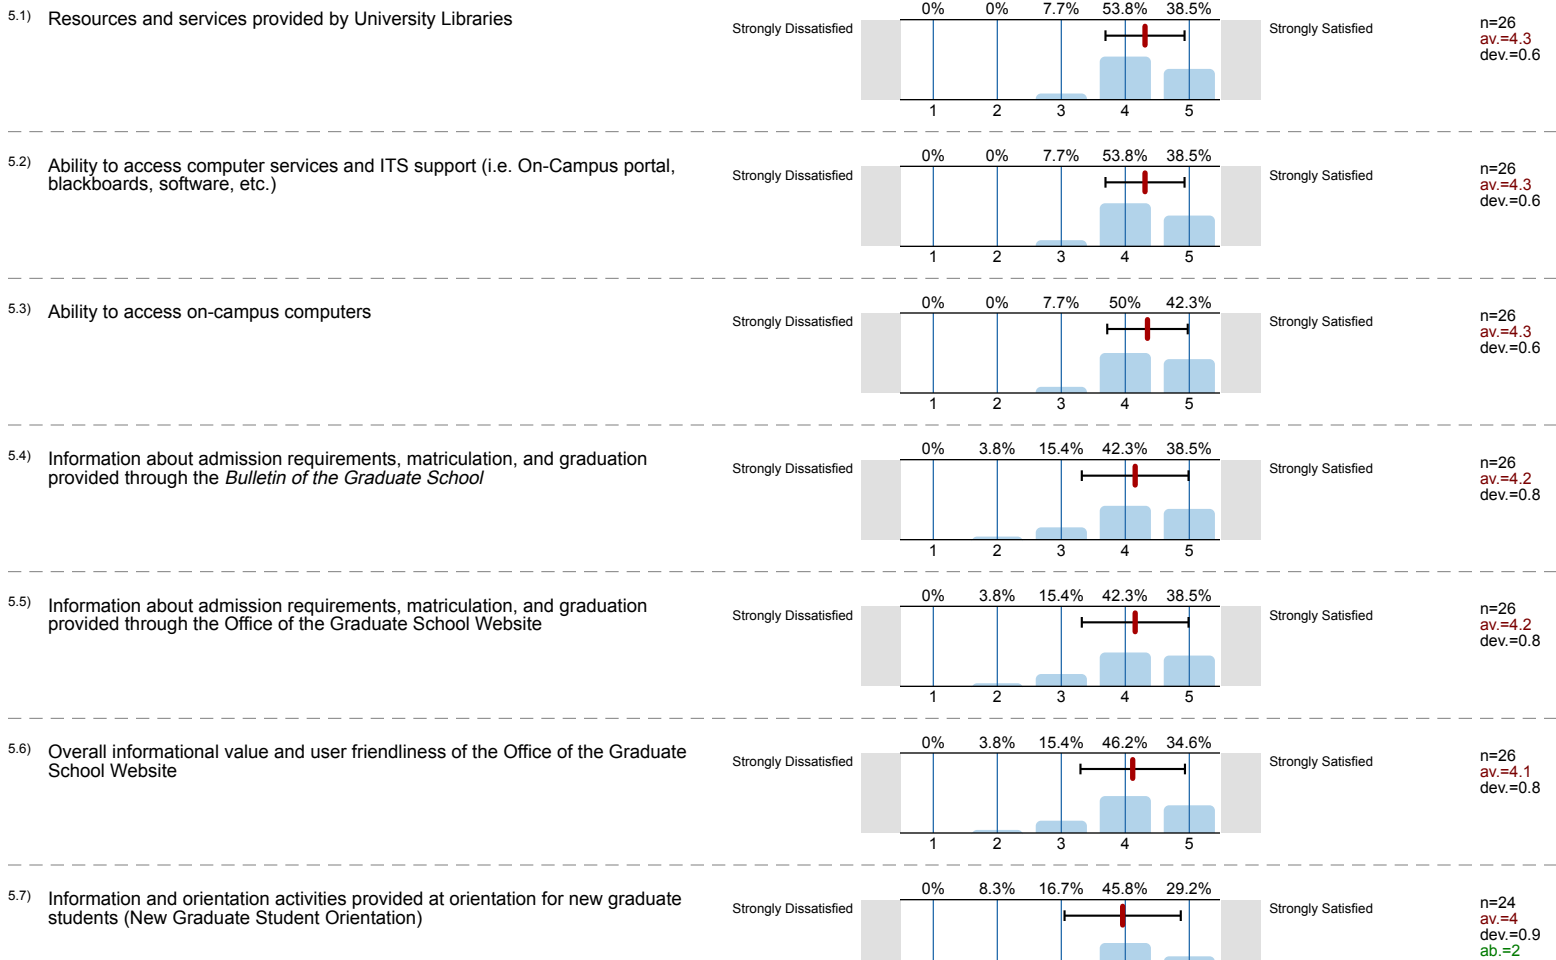 5.1) Resources and services provided by University Libraries
Strongly Dissatisfied
0% 0% 7.7% 53.8% 38.5%
1 2 3 4 5
Strongly Satisfied
n=26
av.=4.3
dev.=0.6
5.2) Ability to access computer services and ITS support (i.e. On-Campus portal,
blackboards, software, etc.)
Strongly Dissatisfied
0% 0% 7.7% 53.8% 38.5%
1 2 3 4 5
Strongly Satisfied
n=26
av.=4.3
dev.=0.6
5.3) Ability to access on-campus computers
Strongly Dissatisfied
0% 0% 7.7% 50% 42.3%
1 2 3 4 5
Strongly Satisfied
n=26
av.=4.3
dev.=0.6
5.4) Information about admission requirements, matriculation, and graduation
provided through the Bulletin of the Graduate School
Strongly Dissatisfied
0% 3.8% 15.4% 42.3% 38.5%
1 2 3 4 5
Strongly Satisfied
n=26
av.=4.2
dev.=0.8
5.5) Information about admission requirements, matriculation, and graduation
provided through the Office of the Graduate School Website
Strongly Dissatisfied
0% 3.8% 15.4% 42.3% 38.5%
1 2 3 4 5
Strongly Satisfied
n=26
av.=4.2
dev.=0.8
5.6) Overall informational value and user friendliness of the Office of the Graduate
School Website
Strongly Dissatisfied
0% 3.8% 15.4% 46.2% 34.6%
1 2 3 4 5
Strongly Satisfied
n=26
av.=4.1
dev.=0.8
5.7) Information and orientation activities provided at orientation for new graduate
students (New Graduate Student Orientation)
Strongly Dissatisfied
0% 8.3% 16.7% 45.8% 29.2%
Strongly Satisfied
n=24
av.=4
dev.=0.9
ab.=2